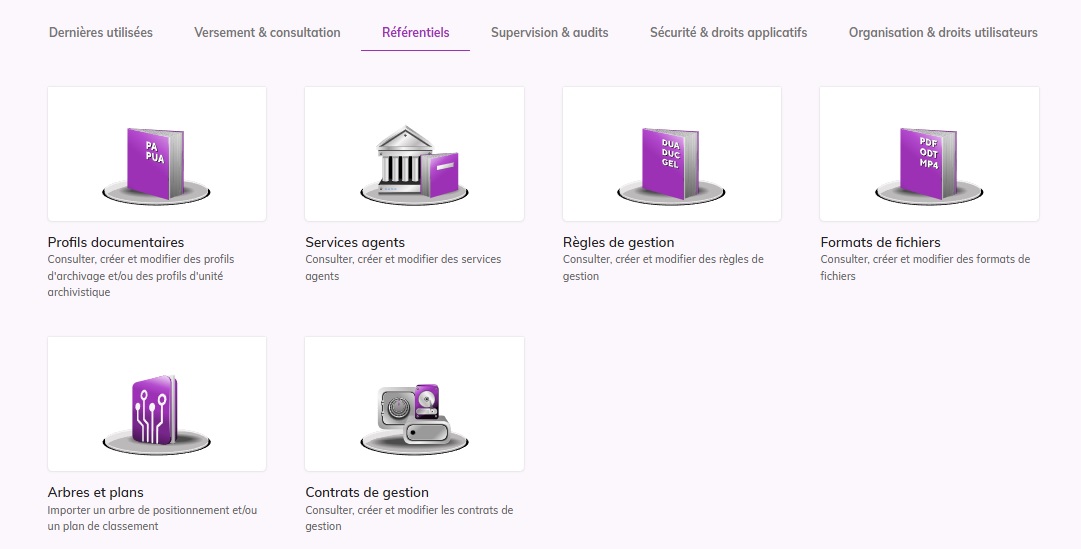 Dernières utilisées
Versement & consultation
Référentiels
Supervision & audits
Sécurité & droits applicatifs
Organisation & droits utilisateurs
PA
PUA
Profils documentaires
Consulter, créer et modifier des profils
d'archivage et/ou des profils d'unité
archivistique
Services agents
Consulter, créer et modifier des services
agents
DUA
DUC
GEL
Règles de gestion
Consulter, créer et modifier des règles de
gestion
PDF
ODT
MP4
Formats de fichiers
Consulter, créer et modifier des formats de
fichiers
Arbres et plans
Importer un arbre de positionnement et/ou
un plan de classement
Contrats de gestion
Consulter, créer et modifier les contrats de
gestion